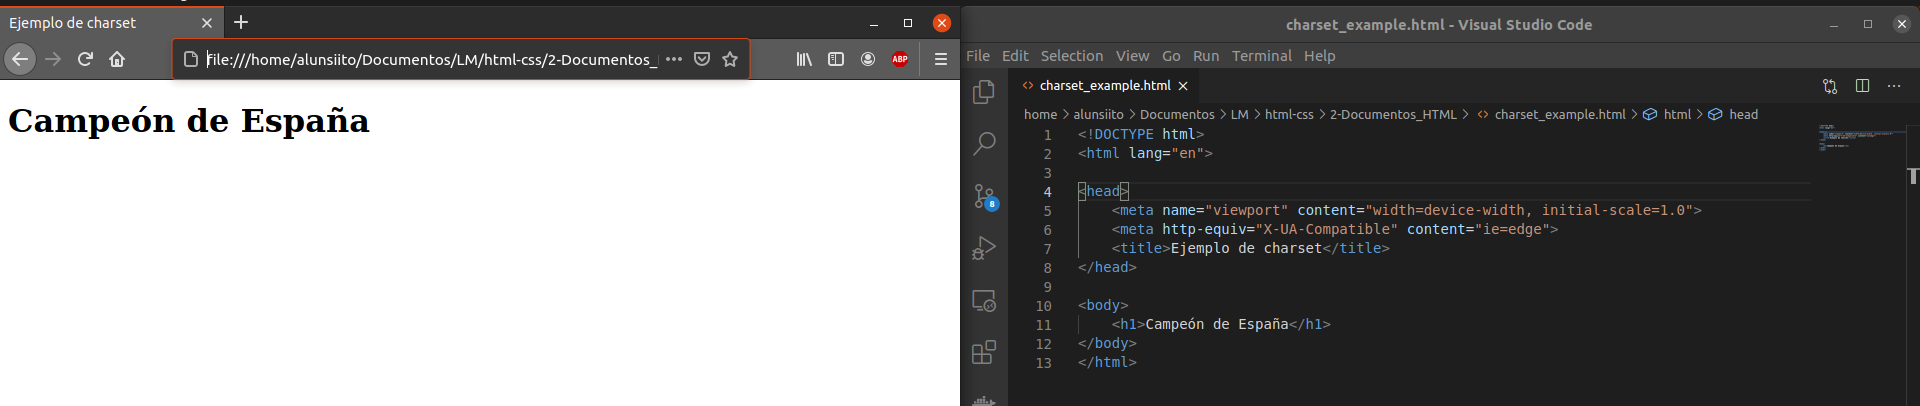 Ejemplo de charset
file:///home/alunsiito/Documentos/LM/html-css/2-Documentos_
ABP
Campeón de España
charset_example.html - Visual Studio Code
File Edit Selection View Go Run Terminal Help
charset_example.html
home > alunsiito > Documentos > LM > html-css > 2-Documentos_HTML > charset_example.html > html > head
1 <!DOCTYPE html>
2 <html lang="en">
3
4 <head>
5 <meta name="viewport" content="width=device-width, initial-scale=1.0">
6 <meta http-equiv="X-UA-Compatible" content="ie=edge">
7 <title>Ejemplo de charset</title>
8 </head>
9
10 <body>
11 <h1>Campeón de España</h1>
12 </body>
13 </html>
8